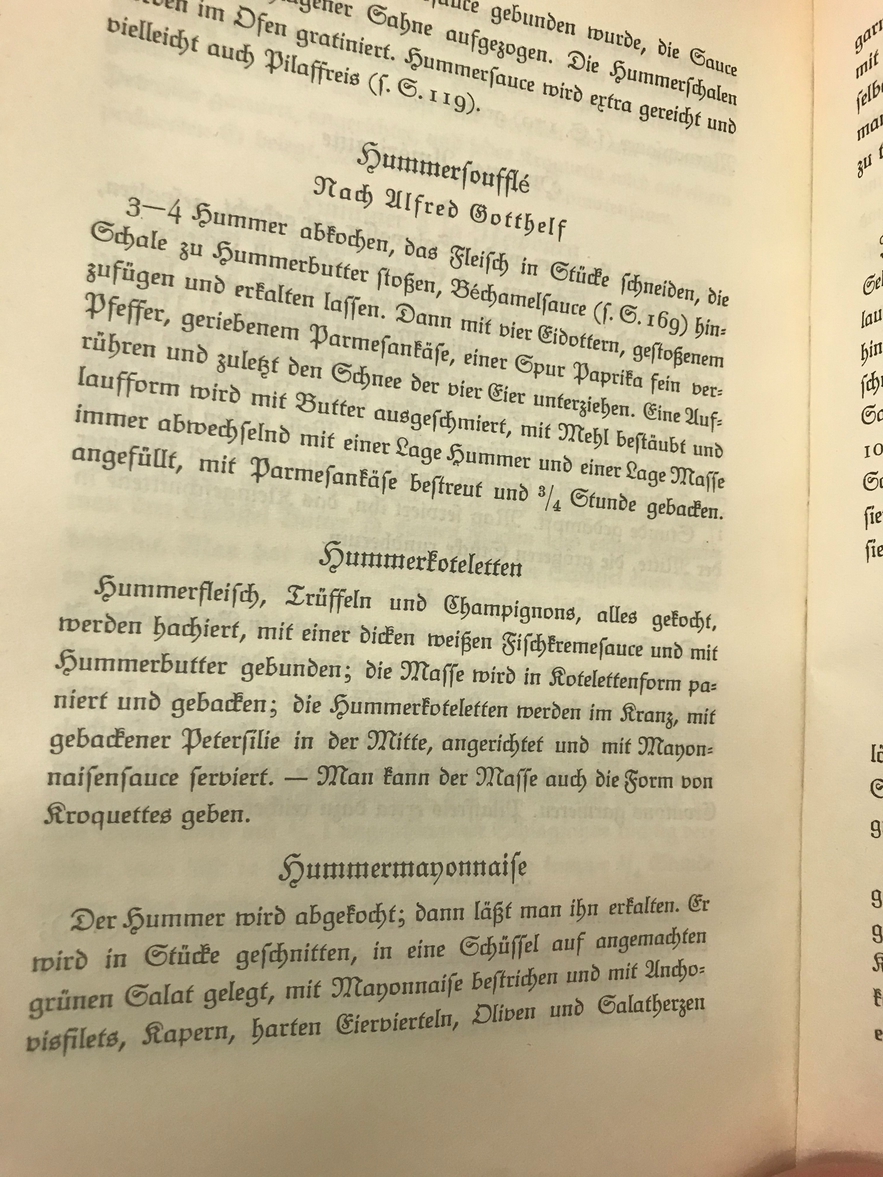 gebunden wurde, die Sauce
Sahne aufgezogen. Die Hummerſchalen
im Ofen gratiniert. Hummerſauce wird extra gereicht und
vielleicht auch Pilaffreis (ſ. S. 119).
Hummerſoufflé
Nach Alfred Gotthelf
3—4 Hummer abkochen, das Fleiſch in Stücke ſchneiden, die
Schale zu Hummerbutter ſtoßen, Béchamelſauce (ſ. S. 169) hin⸗
zufügen und erkalten laſſen. Dann mit vier Eidottern, geſtoßenem
Pfeffer, geriebenem Parmeſankäſe, einer Spur Paprika fein ver⸗
rühren und zuletzt den Schnee der vier Eier unterziehen. Eine Auf⸗
laufform wird mit Butter ausgeſchmiert, mit Mehl beſtäubt und
immer abwechſelnd mit einer Lage Hummer und einer Lage Maſſe
angefüllt, mit Parmeſankäſe beſtreut und ¾ Stunde gebacken.
Hummerkoteletten
Hummerfleiſch, Trüffeln und Champignons, alles gekocht,
werden hachiert, mit einer dicken weißen Fiſchkremeſauce und mit
Hummerbutter gebunden; die Maſſe wird in Kotelettenform pa⸗
niert und gebacken; die Hummerkoteletten werden im Kranz, mit
gebackener Peterſilie in der Mitte, angerichtet und mit Mayon⸗
naiſenſauce ſerviert. — Man kann der Maſſe auch die Form von
Kroquettes geben.
Hummermayonnaiſe
Der Hummer wird abgekocht; dann läßt man ihn erkalten. Er
wird in Stücke geſchnitten, in eine Schüſſel auf angemachten
grünen Salat gelegt, mit Mayonnaiſe beſtrichen und mit Ancho⸗
visfilets, Kapern, harten Eiervierteln, Oliven und Salatherzen